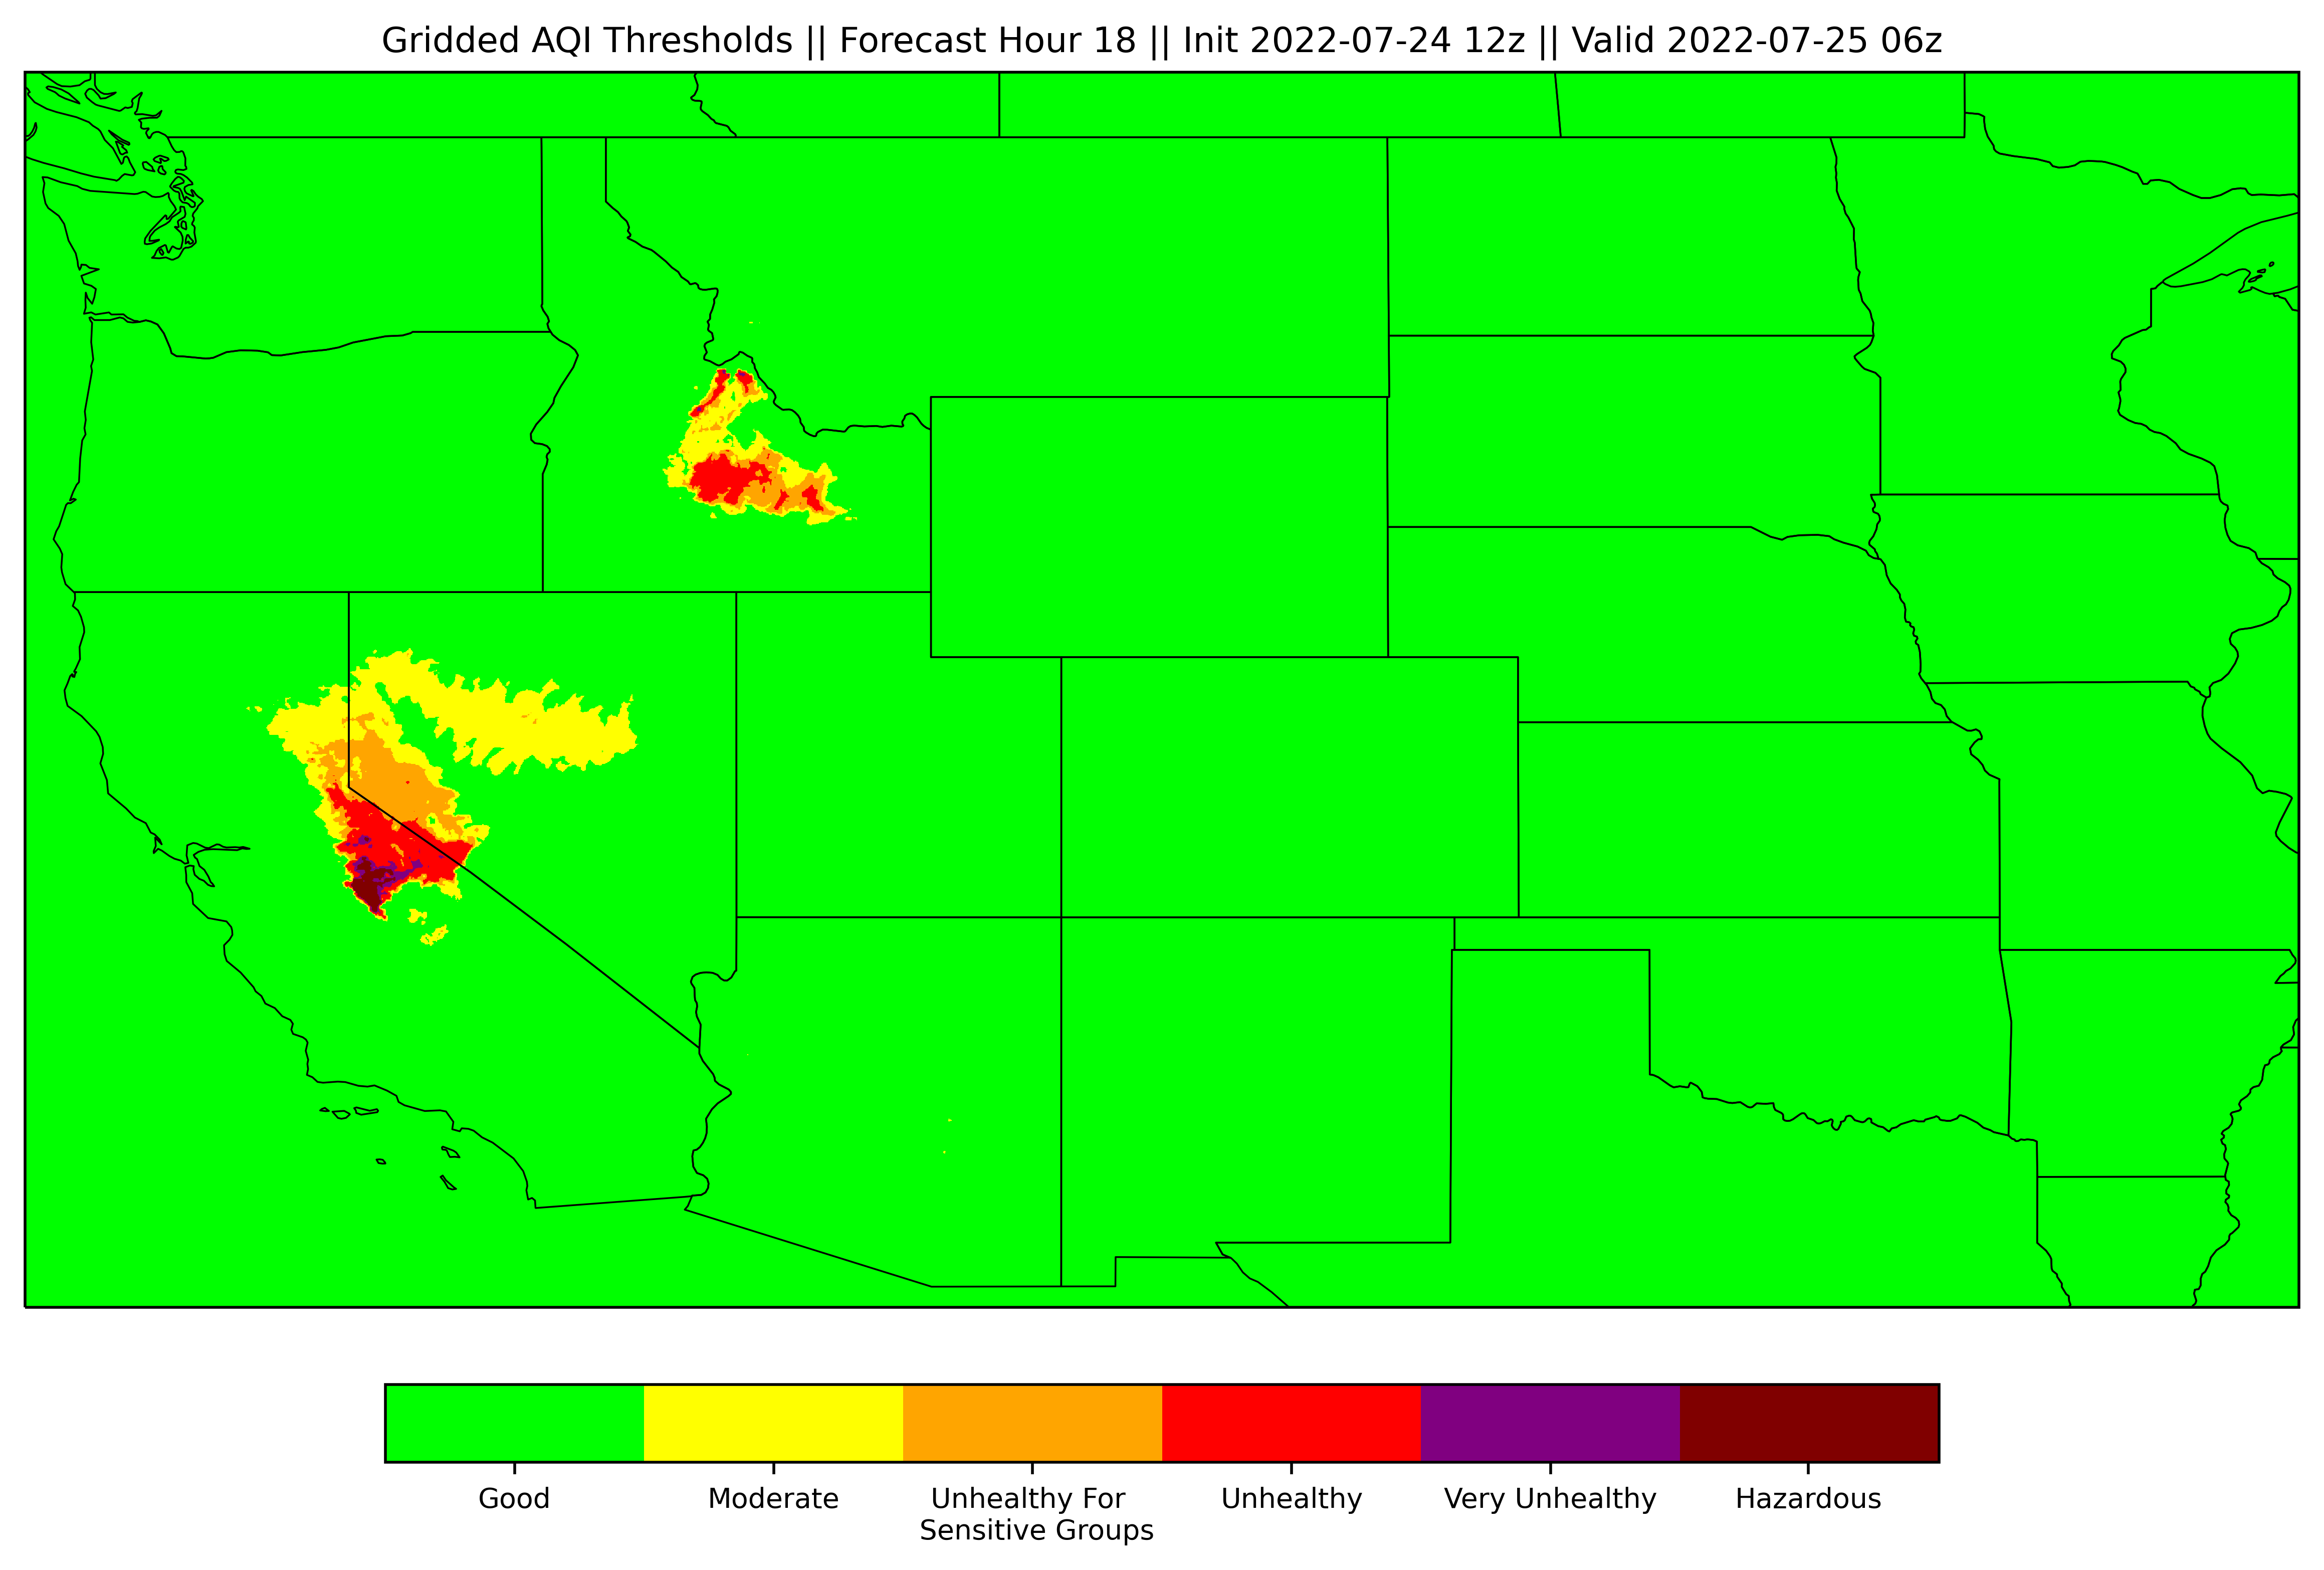 Gridded AQI Thresholds || Forecast Hour 18 || Init 2022-07-24 12z || Valid 2022-07-25 06z
Good
Moderate
Unhealthy For
Sensitive Groups
Unhealthy
Very Unhealthy
Hazardous